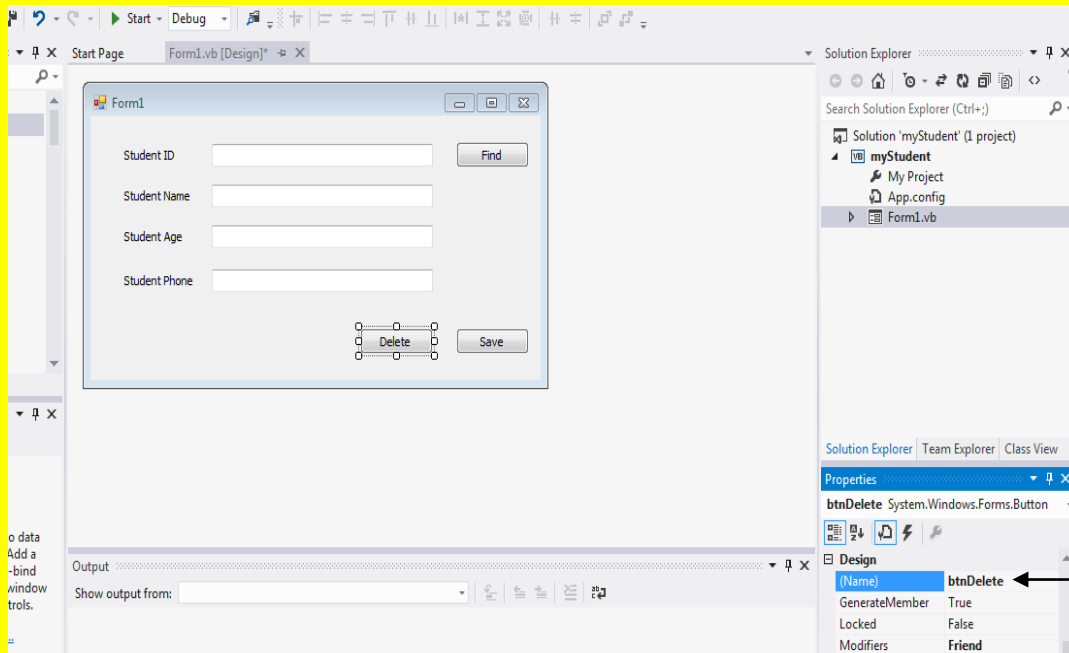 Start Debug
Start Page Form1.vb [Design]*
Form1
Student ID Find
Student Name
Student Age
Student Phone
Delete Save
o data
Add a
-bind
window
trols.
...
Output
Show output from:
Solution Explorer
Search Solution Explorer (Ctrl+;)
Solution 'myStudent' (1 project)
VB myStudent
My Project
App.config
Form1.vb
Solution Explorer Team Explorer Class View
Properties
btnDelete System.Windows.Forms.Button
Design
(Name) btnDelete
GenerateMember True
Locked False
Modifiers Friend